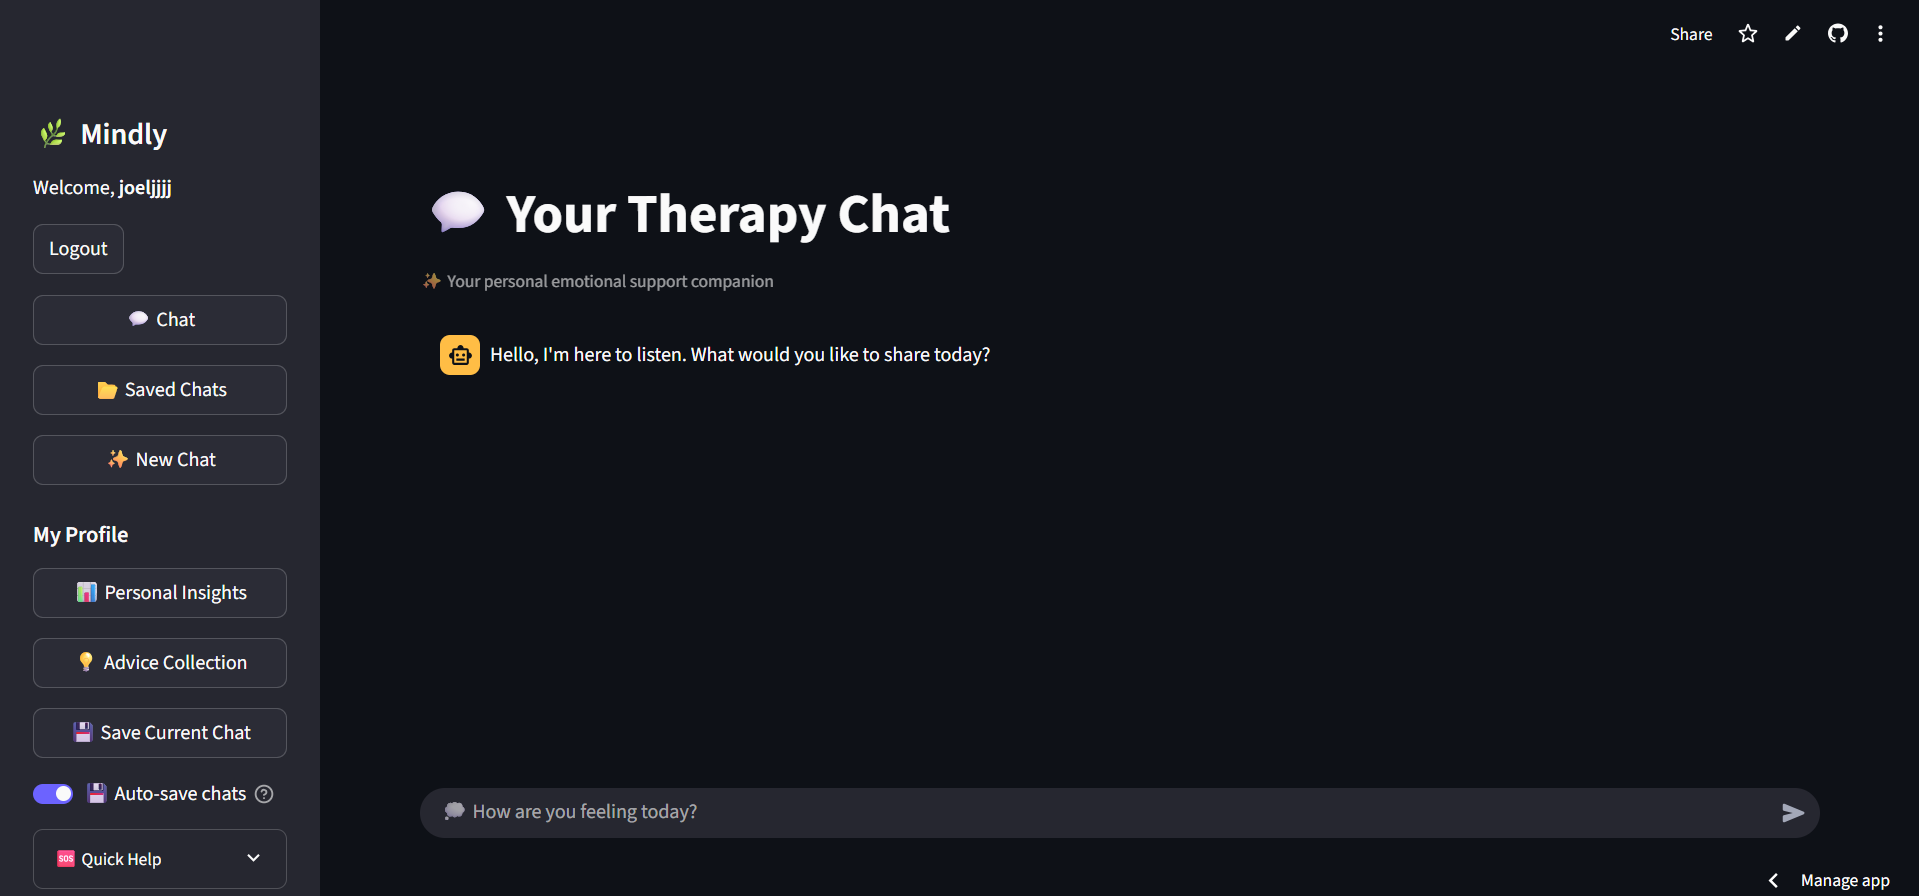 Share
Mindly
Welcome, joeljjjj
Logout
Chat
Saved Chats
New Chat
My Profile
Personal Insights
Advice Collection
Save Current Chat
Auto-save chats
SOS Quick Help
Your Therapy Chat
Your personal emotional support companion
Hello, I'm here to listen. What would you like to share today?
How are you feeling today?
Manage app